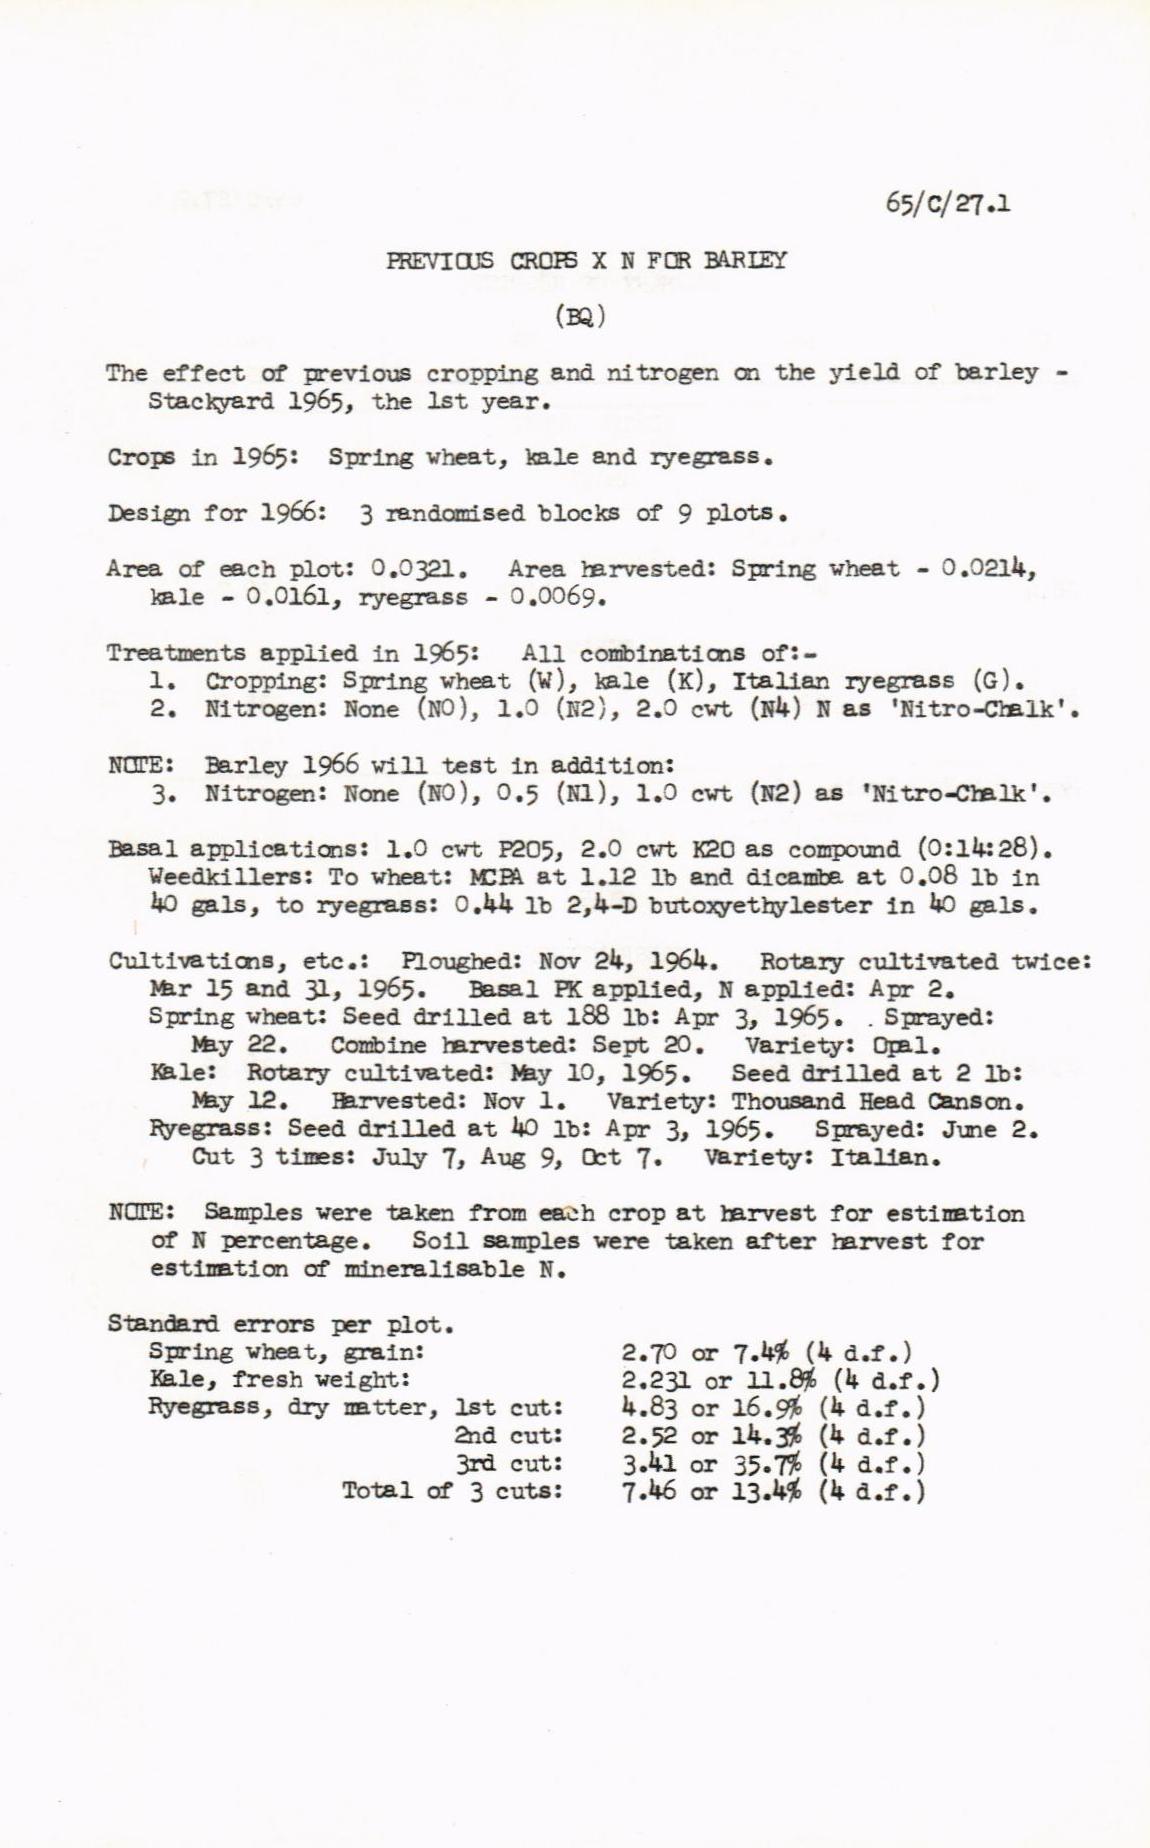 65/C/27.1
PREVIOUS CROPS X N FOR BARLEY
(BQ)
The effect of previous cropping and nitrogen on the yield of barley -
Stackyard 1965, the 1st year.
Crops in 1965: Spring wheat, kale and ryegrass.
Design for 1966: 3 randomised blocks of 9 plots.
Area of each plot: 0.0321. Area harvested: Spring wheat - 0.0214,
kale - 0.0161, ryegrass - 0.0069.
Treatments applied in 1965: All combinations of:-
1. Cropping: Spring wheat (W), kale (K), Italian ryegrass (G).
2. Nitrogen: None (N0), 1.0 (N2), 2.0 cwt (N4) N as 'Nitro-Chalk'.
NOTE: Barley 1966 will test in addition:
3. Nitrogen: None (N0), 0.5 (N1), 1.0 cwt (N2) as 'Nitro-Chalk'.
Basal applications: 1.0 cwt P2O5, 2.0 cwt K2O as compound (0:14:28).
Weedkillers: To wheat: MCPA at 1.12 lb and dicamba at 0.08 lb in
40 gals, to ryegrass: 0.44 lb 2,4-D butoxyethylester in 40 gals.
Cultivations, etc.: Ploughed: Nov 24, 1964. Rotary cultivated twice:
Mar 15 and 31, 1965. Basal PK applied, N applied: Apr 2.
Spring wheat: Seed drilled at 188 lb: Apr 3, 1965. Sprayed:
May 22. Combine harvested: Sept 20. Variety: Opal.
Kale: Rotary cultivated: May 10, 1965. Seed drilled at 2 lb:
May 12. Harvested: Nov 1. Variety: Thousand Head Canson.
Ryegrass: Seed drilled at 40 lb: Apr 3, 1965. Sprayed: June 2.
Cut 3 times: July 7, Aug 9, Oct 7. Variety: Italian.
NOTE: Samples were taken from each crop at harvest for estimation
of N percentage. Soil samples were taken after harvest for
estimation of mineralisable N.
Standard errors per plot.
Spring wheat, grain: 2.70 or 7.4% (4 d.f.)
Kale, fresh weight: 2.231 or 11.8% (4 d.f.)
Ryegrass, dry matter, 1st cut: 4.83 or 16.9% (4 d.f.)
2nd cut: 2.52 or 14.3% (4 d.f.)
3rd cut: 3.41 or 35.7% (4 d.f.)
Total of 3 cuts: 7.46 or 13.4% (4 d.f.)